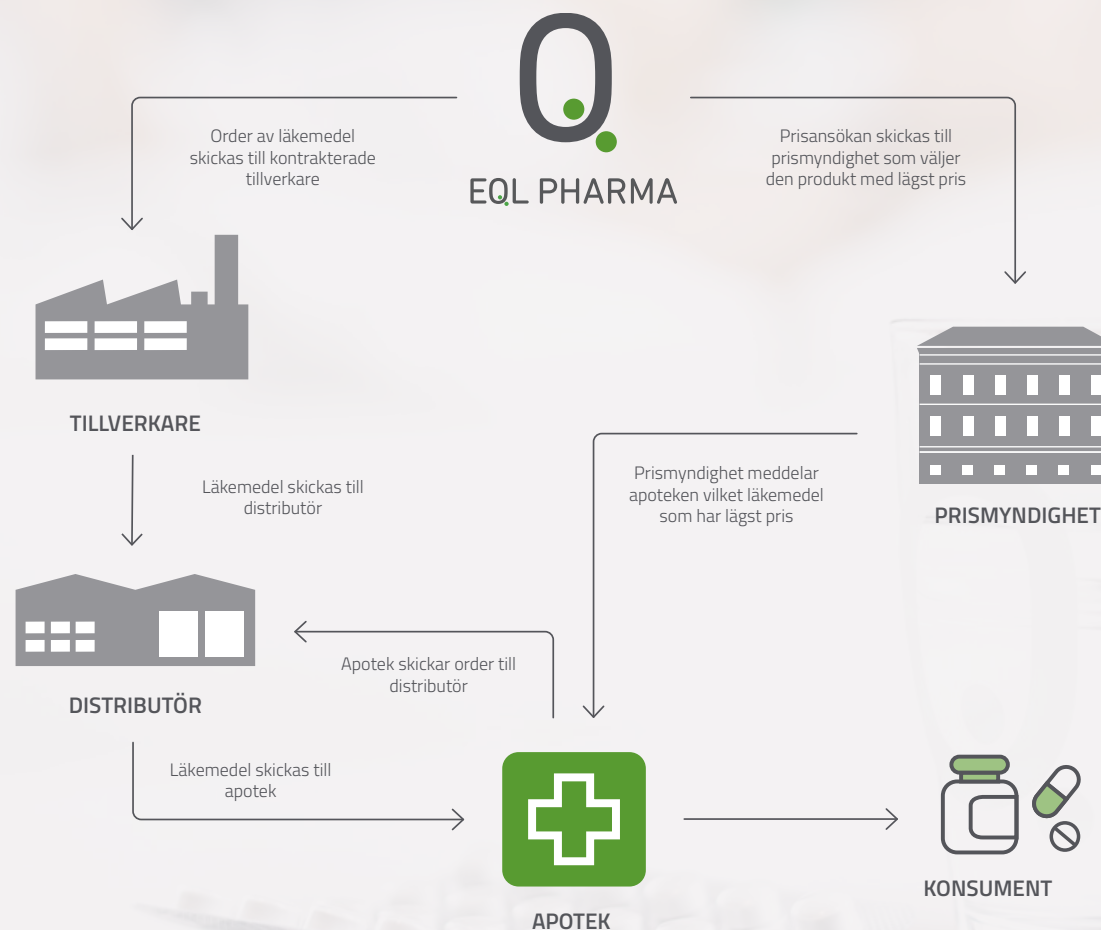 EQL PHARMA
Order av läkemedel
skickas till kontrakterade
tillverkare
Prisansökan skickas till
prismyndighet som väljer
den produkt med lägst pris
TILLVERKARE
Läkemedel skickas till
distributör
Prismyndighet meddelar
apoteken vilket läkemedel
som har lägst pris
PRISMYNDIGHET
Apotek skickar order till
distributör
DISTRIBUTÖR
Läkemedel skickas till
apotek
APOTEK
KONSUMENT